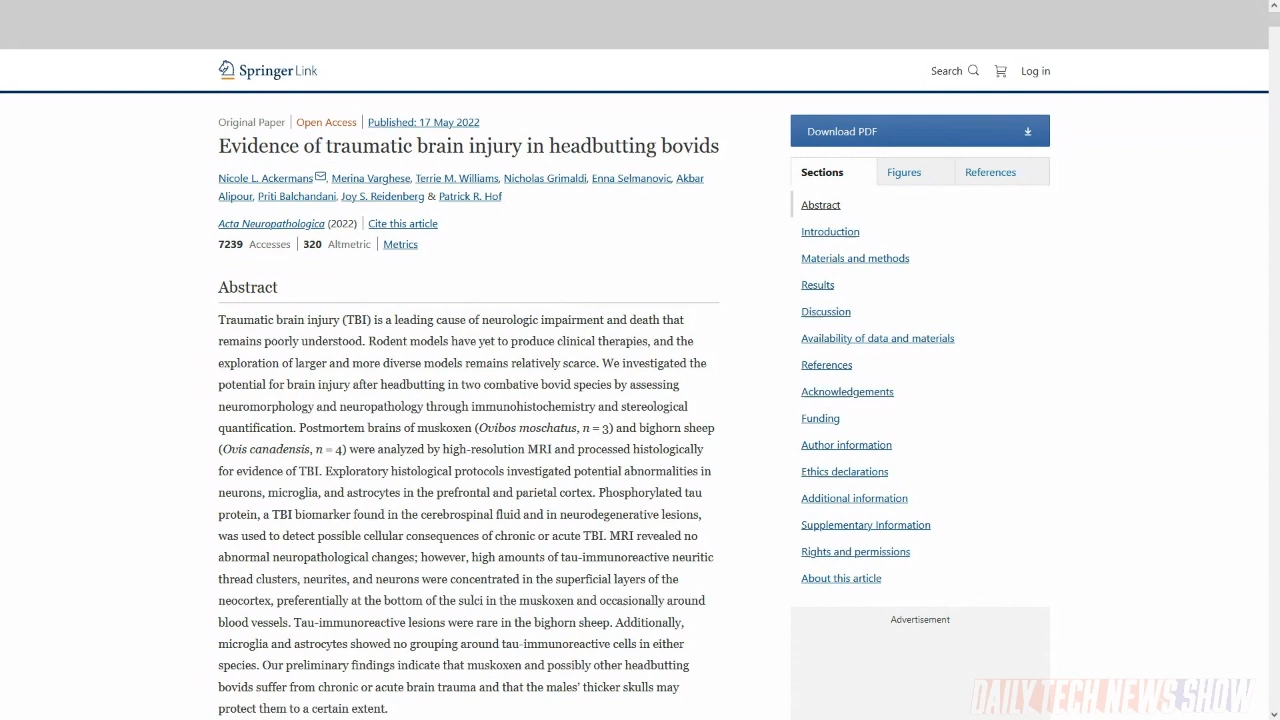 Springer Link
Search
Log in
Original Paper | Open Access | Published: 17 May 2022
Evidence of traumatic brain injury in headbutting bovids
Nicole L. Ackermans, Merina Varghese, Terrie M. Williams, Nicholas Grimaldi, Enna Selmanovic, Akbar
Alipour, Priti Balchandani, Joy S. Reidenberg & Patrick R. Hof
Acta Neuropathologica (2022) | Cite this article
7239 Accesses | 320 Altmetric | Metrics
Abstract
Traumatic brain injury (TBI) is a leading cause of neurologic impairment and death that
remains poorly understood. Rodent models have yet to produce clinical therapies, and the
exploration of larger and more diverse models remains relatively scarce. We investigated the
potential for brain injury after headbutting in two combative bovid species by assessing
neuromorphology and neuropathology through immunohistochemistry and stereological
quantification. Postmortem brains of muskoxen (Ovibos moschatus, n = 3) and bighorn sheep
(Ovis canadensis, n = 4) were analyzed by high-resolution MRI and processed histologically
for evidence of TBI. Exploratory histological protocols investigated potential abnormalities in
neurons, microglia, and astrocytes in the prefrontal and parietal cortex. Phosphorylated tau
protein, a TBI biomarker found in the cerebrospinal fluid and in neurodegenerative lesions,
was used to detect possible cellular consequences of chronic or acute TBI. MRI revealed no
abnormal neuropathological changes; however, high amounts of tau-immunoreactive neuritic
thread clusters, neurites, and neurons were concentrated in the superficial layers of the
neocortex, preferentially at the bottom of the sulci in the muskoxen and occasionally around
blood vessels. Tau-immunoreactive lesions were rare in the bighorn sheep. Additionally,
microglia and astrocytes showed no grouping around tau-immunoreactive cells in either
species. Our preliminary findings indicate that muskoxen and possibly other headbutting
bovids suffer from chronic or acute brain trauma and that the males' thicker skulls may
protect them to a certain extent.
Download PDF
Sections
Figures
References
Abstract
Introduction
Materials and methods
Results
Discussion
Availability of data and materials
References
Acknowledgements
Funding
Author information
Ethics declarations
Additional information
Supplementary Information
Rights and permissions
About this article
Advertisement
DAILY TECH NEWS SHOW